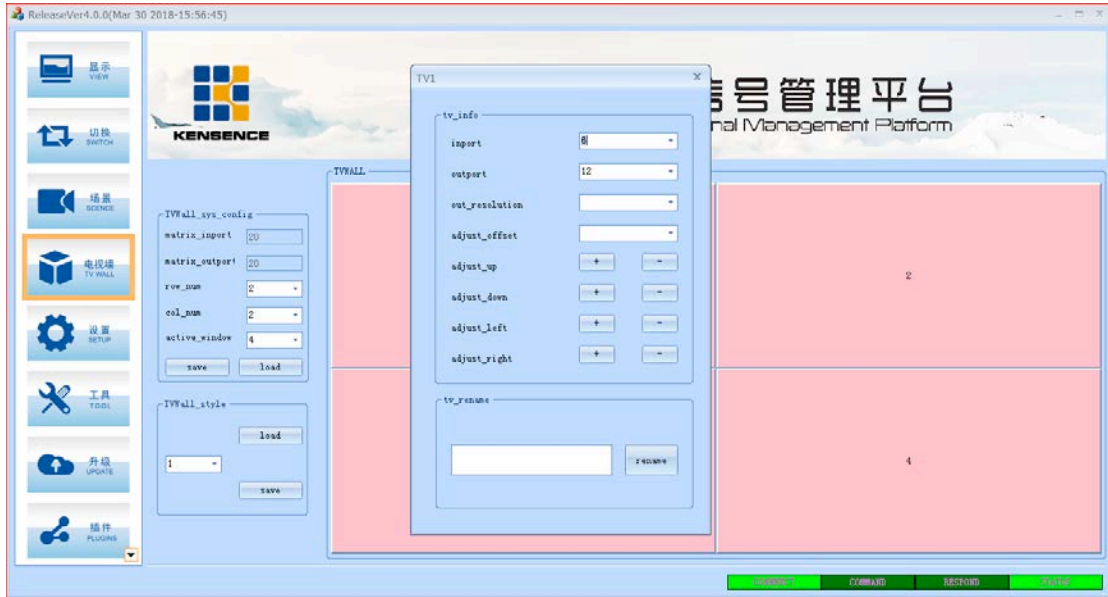 ReleaseVer4.0.0(Mar 30 2018-15:56:45)
显示
VIEW
切换
SWITCH
场景
SCENCE
电视墙
TV WALL
设置
SETUP
工具
TOOL
升级
UPDATE
插件
PLUGINS
KENSENCE
号管理平台
nal Management Platform
TVWall_sys_config
matrix_inport 20
matrix_outport 20
row_num 2
col_num 2
active_window 4
save load
TVWall_style
load
1
save
TVWALL
2
4
TV1
tv_info
inport 6
outport 12
out_resolution
adjust_offset
adjust_up + -
adjust_down + -
adjust_left + -
adjust_right + -
tv_rename
rename
COMMAND RESPOND